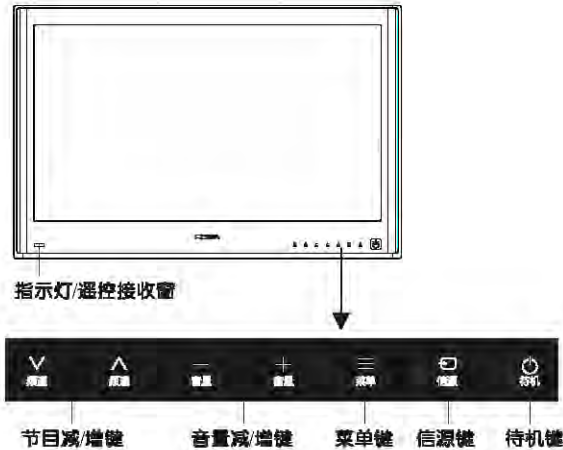 指示灯/遥控接收窗
频道 频道 音量 音量 菜单 信源 待机
节目减/增键 音量减/增键 菜单键 信源键 待机键